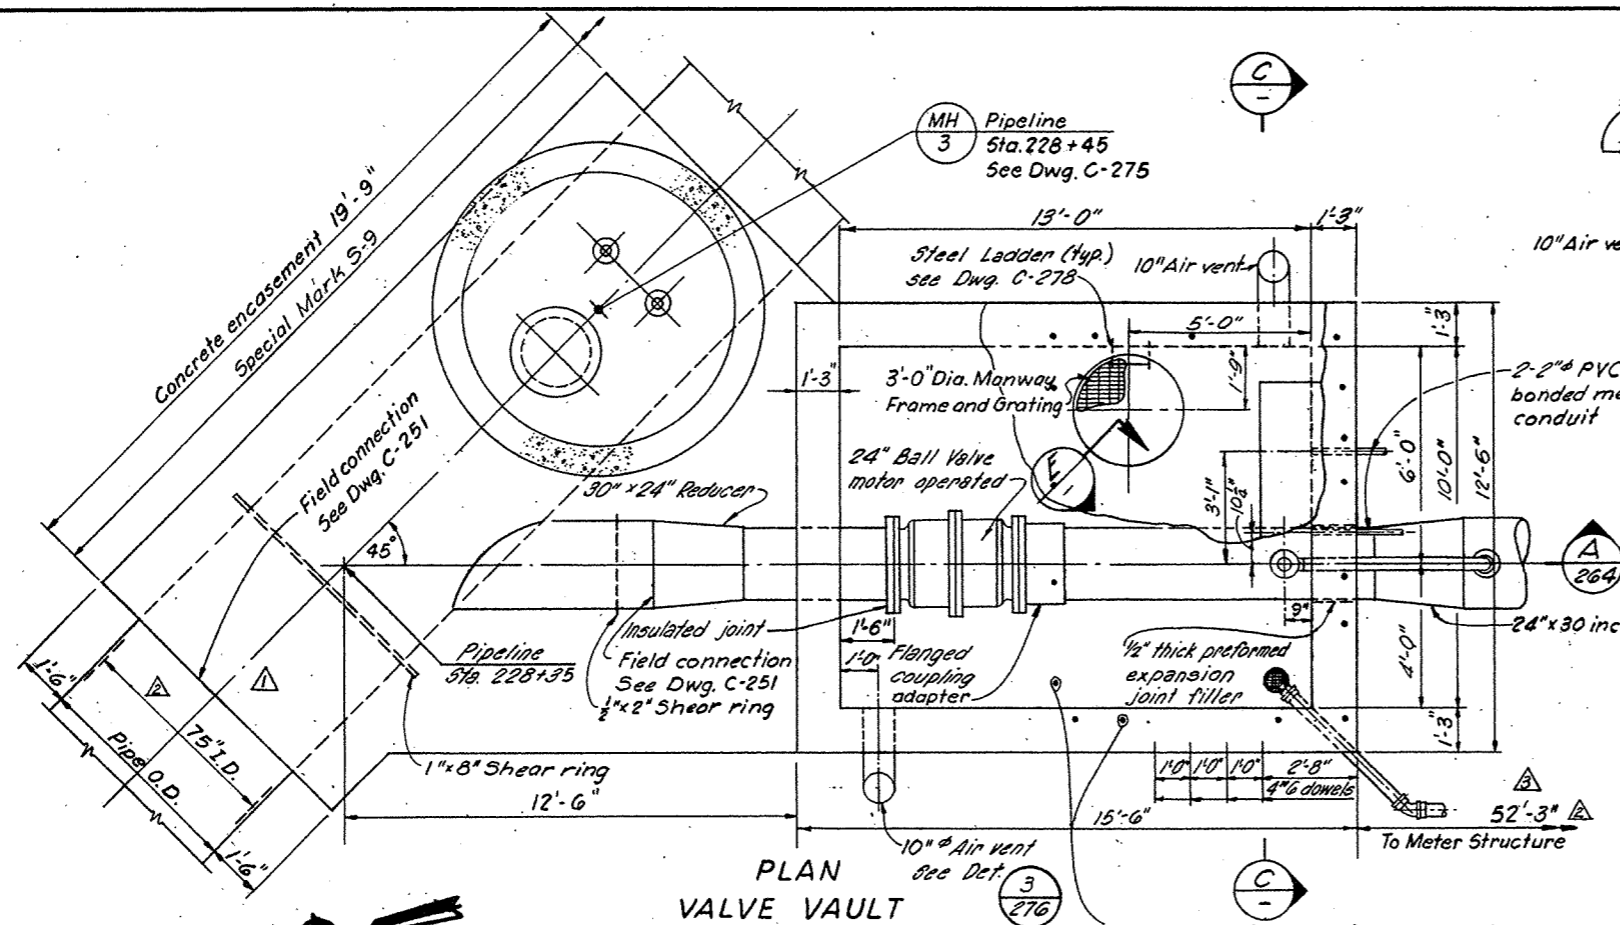 C
-
MH
3
Pipeline
Sta. 228+45
See Dwg. C-275
Concrete encasement 19'-9"
Special Mark S-9
13'-0"
1'-3"
10" Air
Steel Ladder (typ.)
see Dwg. C-278
10" Air vent
5'-0"
1'-3"
1'-3"
1'-9"
3'-0" Dia. Manway
Frame and Grating
2-2"ø PVC
bonded
conduit
Field connection
See Dwg. C-251
24" Ball Valve
motor operated
30"x24" Reducer
3'-1"
10½"
6'-0"
10'-0"
12'-6"
45°
A
264
9"
24"x30
Insulated joint
1'-6"
Pipeline
Sta. 228+35
Field connection
See Dwg. C-251
½"x2" Shear ring
1'-0"
Flanged
coupling
adapter
½" thick preformed
expansion
joint filler
4'-0"
1'-3"
1'-6"
2
1
75" I.D.
Pipe O.D.
1'-6"
1"x8" Shear ring
12'-6"
1'0"
1'0"
1'0"
2'-8"
4#6 dowels
15'-6"
3
52'-3"
2
To Meter Structure
10"ø Air vent
See Det.
3
276
PLAN
VALVE VAULT
C
-